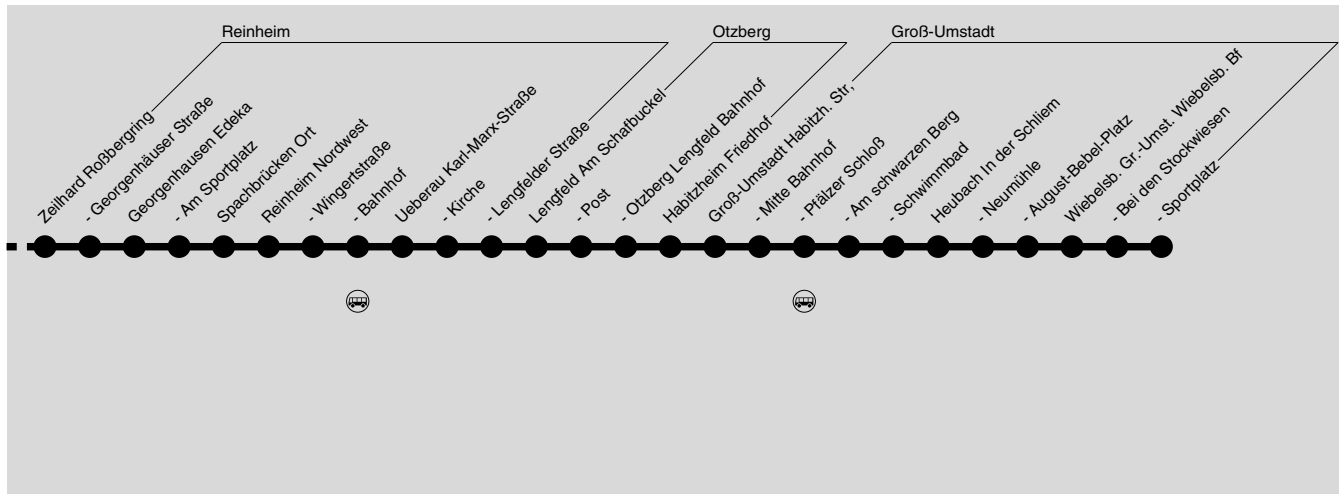 Reinheim
Otzberg
Groß-Umstadt
Zeilhard Roßbergring
- Georgenhäuser Straße
Georgenhausen Edeka
- Am Sportplatz
Spachbrücken Ort
Reinheim Nordwest
- Wingertstraße
- Bahnhof
Ueberau Karl-Marx-Straße
- Kirche
- Lengfelder Straße
Lengfeld Am Schafbuckel
- Post
- Otzberg Lengfeld Bahnhof
Habitzheim Friedhof
Groß-Umstadt Habitzh. Str,
- Mitte Bahnhof
- Pfälzer Schloß
- Am schwarzen Berg
- Schwimmbad
Heubach In der Schliem
- Neumühle
- August-Bebel-Platz
Wiebelsb. Gr.-Umst. Wiebelsb. Bf
- Bei den Stockwiesen
- Sportplatz